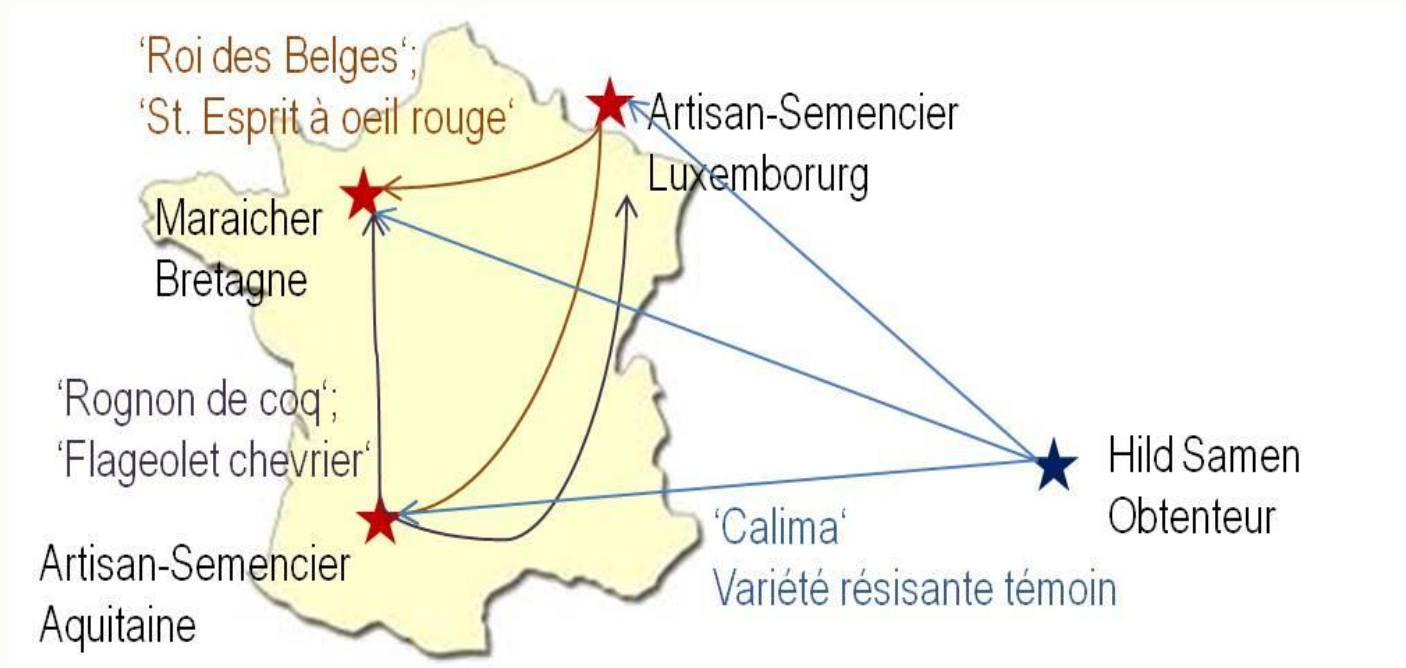 ‘Roi des Belges‘;
‘St. Esprit à oeil rouge‘
Artisan-Semencier
Luxemborurg
Maraicher
Bretagne
‘Rognon de coq‘;
‘Flageolet chevrier‘
Hild Samen
Obtenteur
‘Calima‘
Variété résisante témoin
Artisan-Semencier
Aquitaine